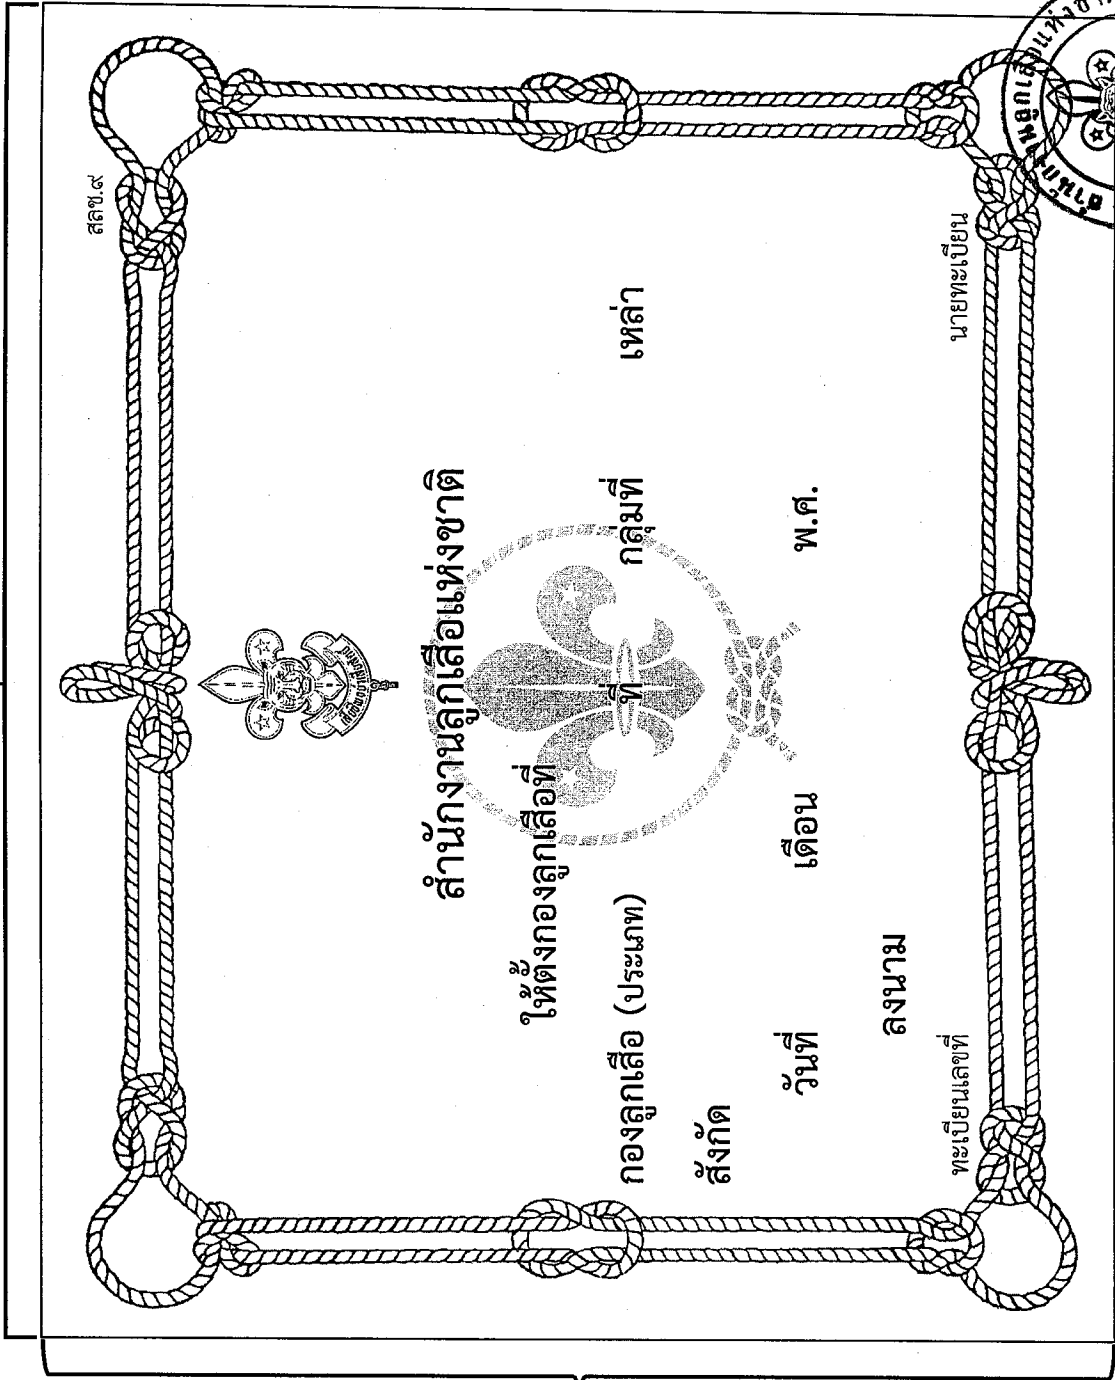 สลช.๙
สำนักงานลูกเสือแห่งชาติ
ให้ตั้งกองลูกเสือที่
กองลูกเสือ (ประเภท) ที่ กลุ่มที่ เหล่า
สังกัด
วันที่ เดือน พ.ศ.
ลงนาม
ทะเบียนเลขที่ นายทะเบียน